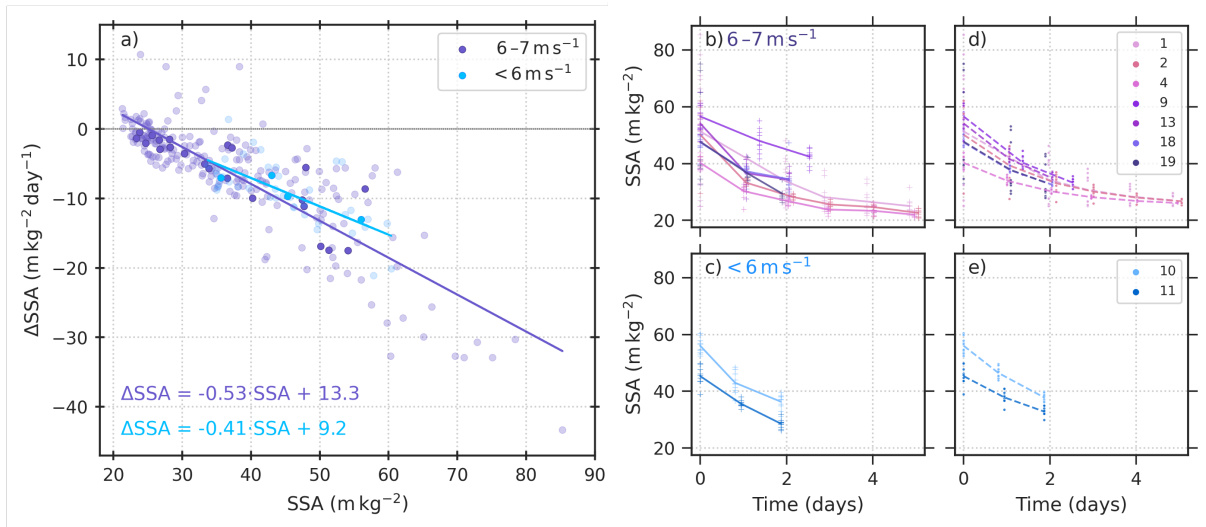 a)
6–7 m s⁻¹
< 6 m s⁻¹
10
0
−10
−20
−30
−40
ΔSSA (m kg⁻² day⁻¹)
ΔSSA = -0.53·SSA + 13.3
ΔSSA = -0.41·SSA + 9.2
20 30 40 50 60 70 80 90
SSA (m kg⁻²)
b) 6–7 m s⁻¹
80
60
40
20
SSA (m kg⁻²)
0 2 4
Time (days)
d)
1
2
4
9
13
18
19
c) < 6 m s⁻¹
80
60
40
20
SSA (m kg⁻²)
0 2 4
Time (days)
e)
10
11